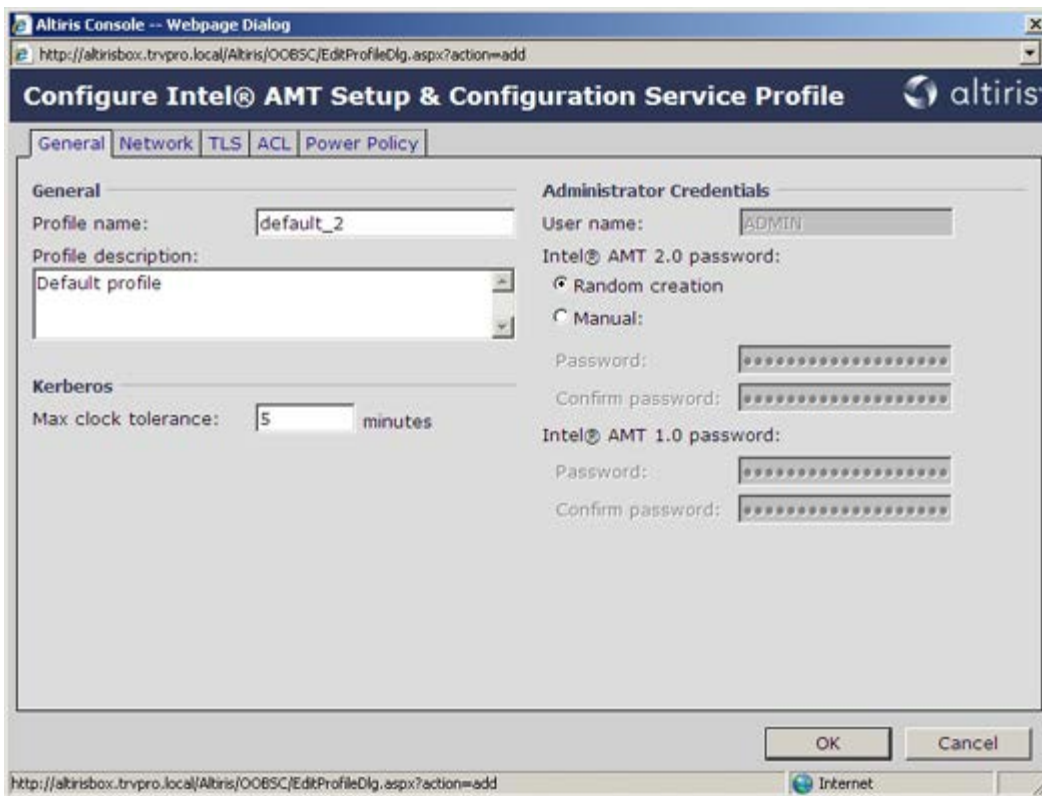 Altiris Console -- Webpage Dialog
http://altirisbox.trvpro.local/Altiris/OOBSC/EditProfileDlg.aspx?action=add
Configure Intel® AMT Setup & Configuration Service Profile
altiris
General Network TLS ACL Power Policy
General
Profile name: default_2
Profile description:
Default profile
Kerberos
Max clock tolerance: 5 minutes
Administrator Credentials
User name: ADMIN
Intel® AMT 2.0 password:
Random creation
Manual:
Password:
Confirm password:
Intel® AMT 1.0 password:
Password:
Confirm password:
OK Cancel
http://altirisbox.trvpro.local/Altiris/OOBSC/EditProfileDlg.aspx?action=add Internet